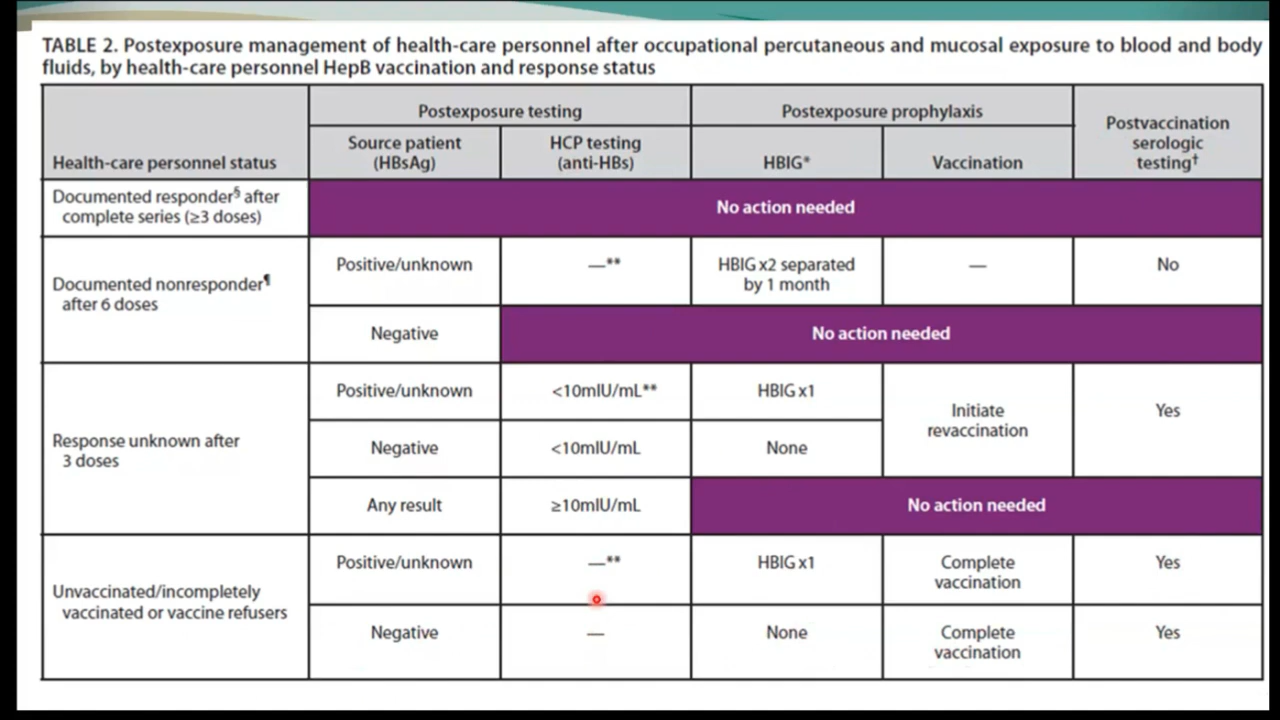 TABLE 2. Postexposure management of health-care personnel after occupational percutaneous and mucosal exposure to blood and body
fluids, by health-care personnel HepB vaccination and response status
Postexposure testing
Postexposure prophylaxis
Postvaccination
serologic
testing†
Health-care personnel status
Source patient
(HBsAg)
HCP testing
(anti-HBs)
HBIG*
Vaccination
Documented responder§ after
complete series (≥3 doses)
No action needed
Documented nonresponder¶
after 6 doses
Positive/unknown
—**
HBIG x2 separated
by 1 month
—
No
Negative
No action needed
Response unknown after
3 doses
Positive/unknown
<10mIU/mL**
HBIG x1
Initiate
revaccination
Yes
Negative
<10mIU/mL
None
Any result
≥10mIU/mL
No action needed
Unvaccinated/incompletely
vaccinated or vaccine refusers
Positive/unknown
—**
HBIG x1
Complete
vaccination
Yes
Negative
—
None
Complete
vaccination
Yes